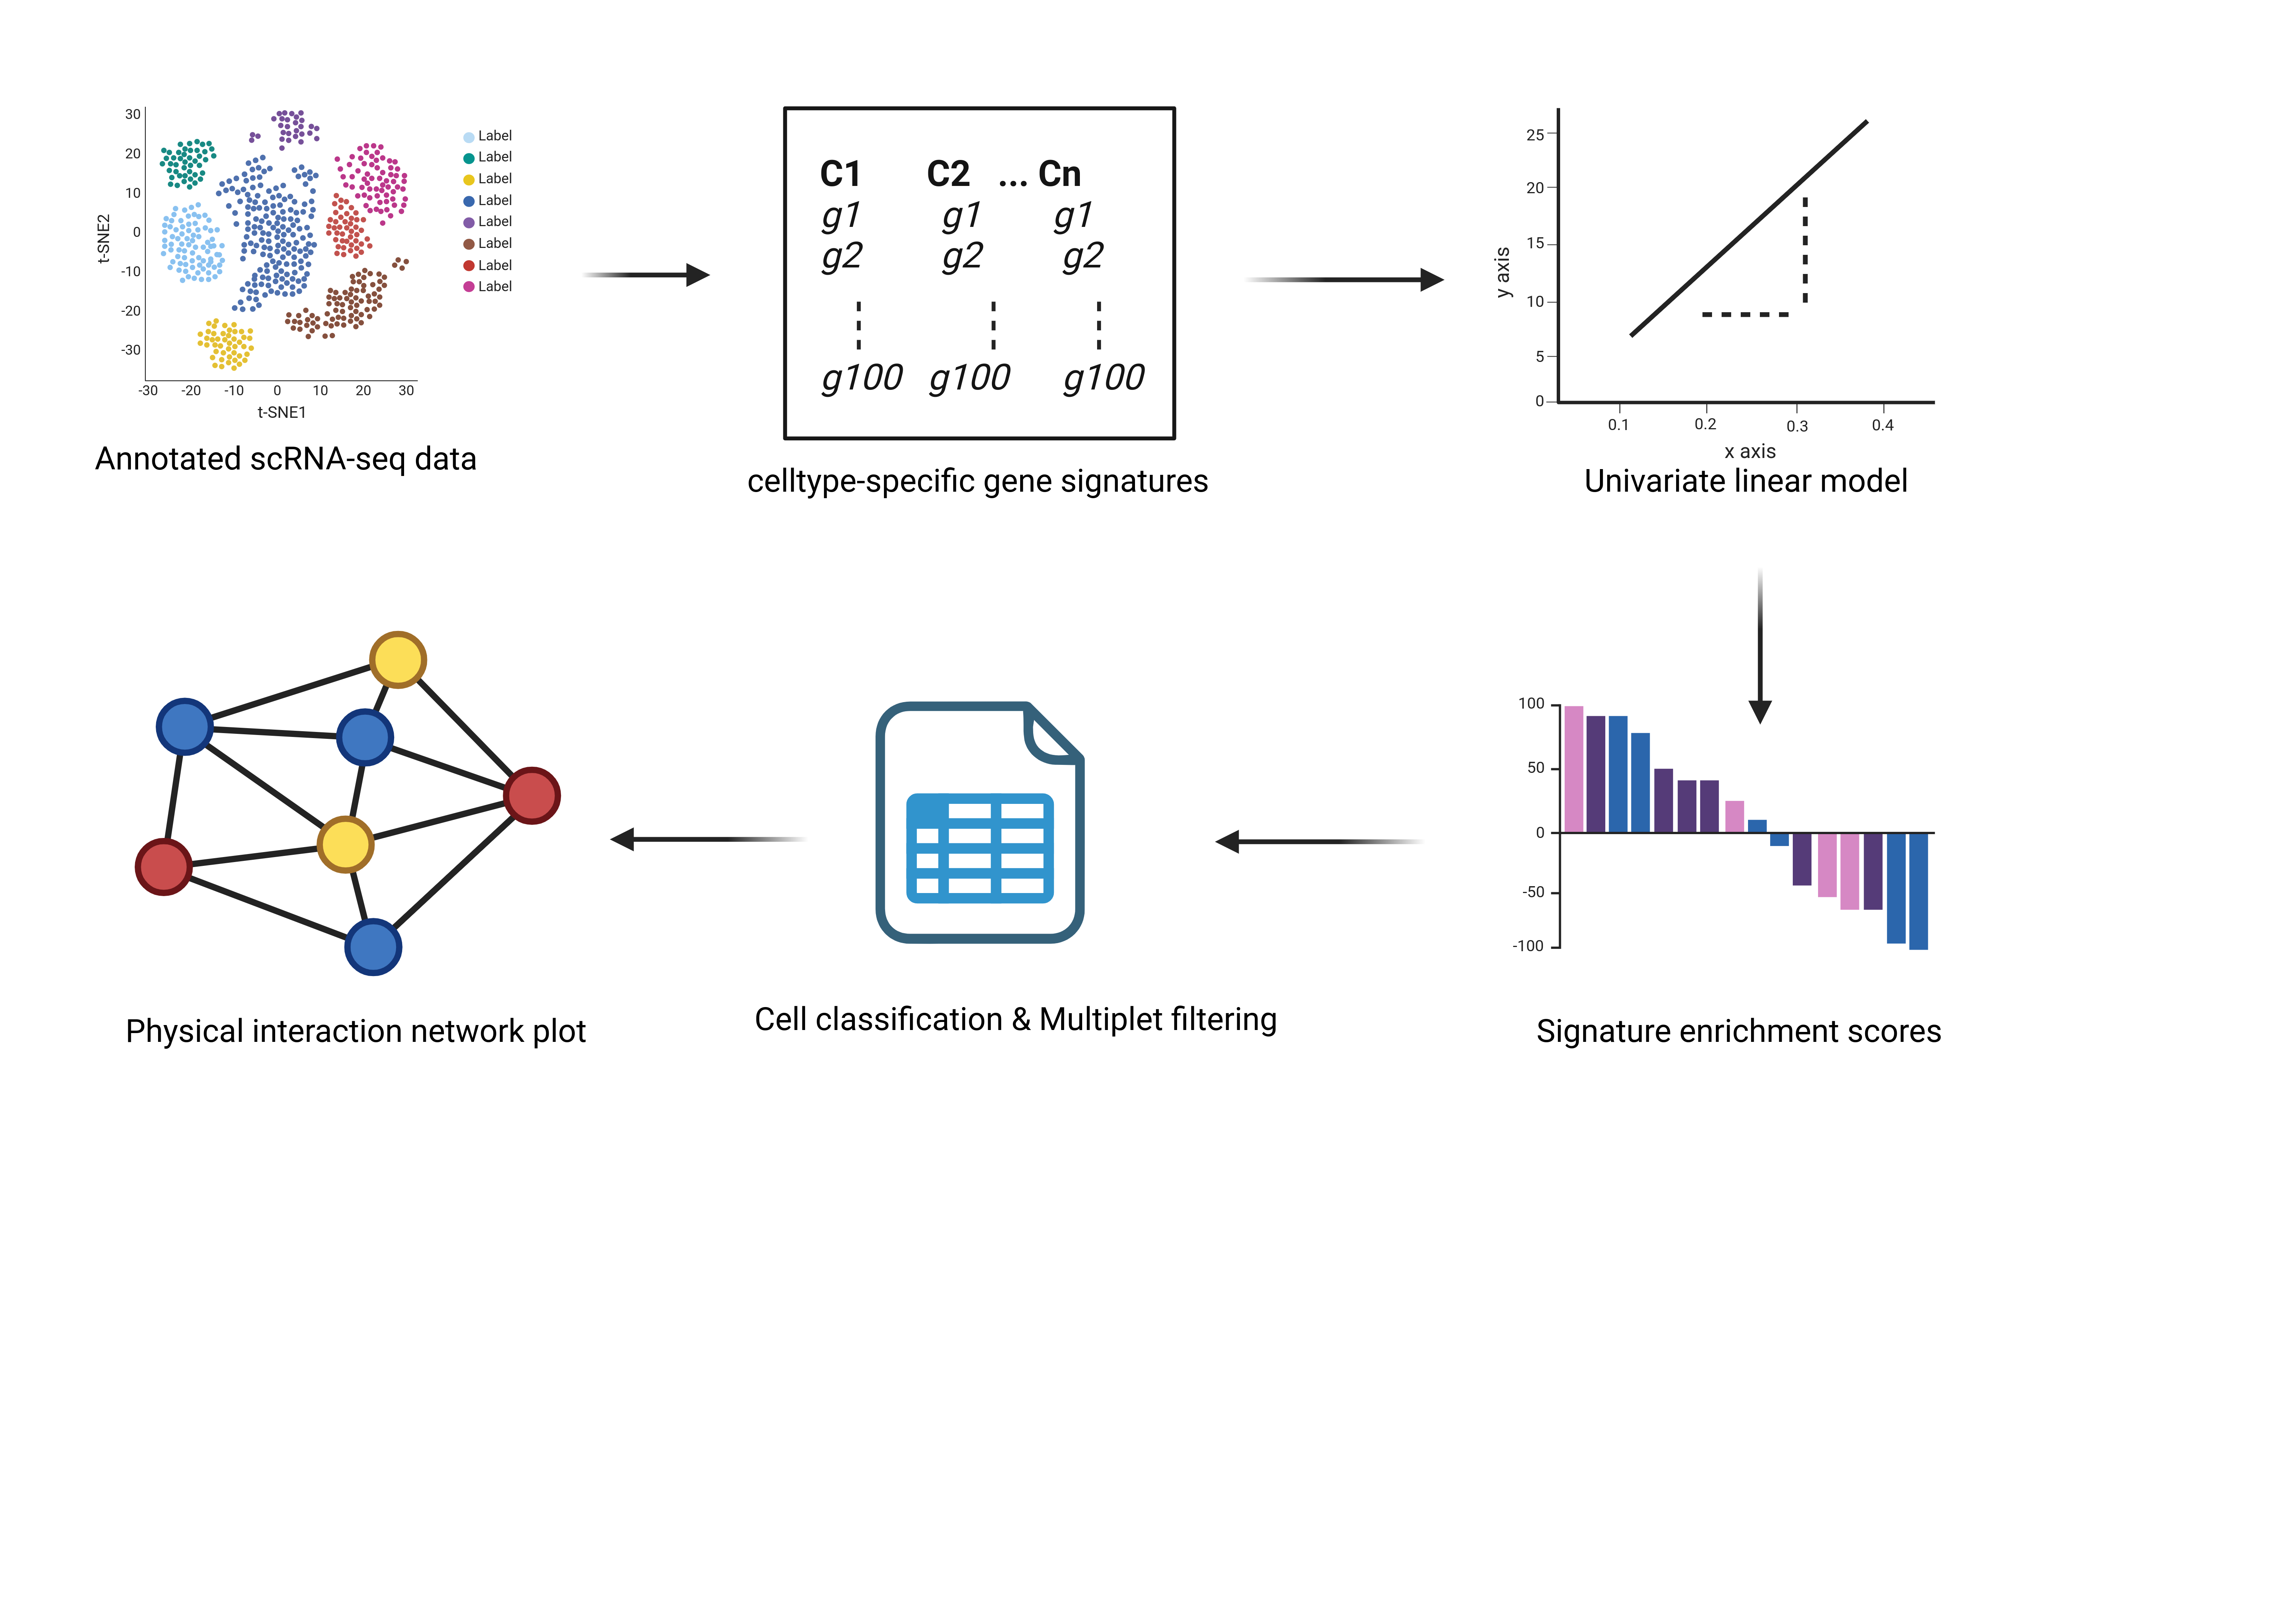 30
20
10
0
-10
-20
-30
t-SNE2
-30 -20 -10 0 10 20 30
t-SNE1
Label
Label
Label
Label
Label
Label
Label
Label
Annotated scRNA-seq data
C1 C2 ... Cn
g1 g1 g1
g2 g2 g2
g100 g100 g100
celltype-specific gene signatures
25
20
15
10
5
0
y axis
0.1 0.2 0.3 0.4
x axis
Univariate linear model
100
50
0
-50
-100
Signature enrichment scores
Cell classification & Multiplet filtering
Physical interaction network plot